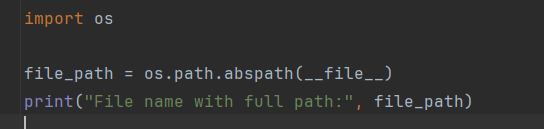 import os
file_path = os.path.abspath(__file__)
print("File name with full path:", file_path)